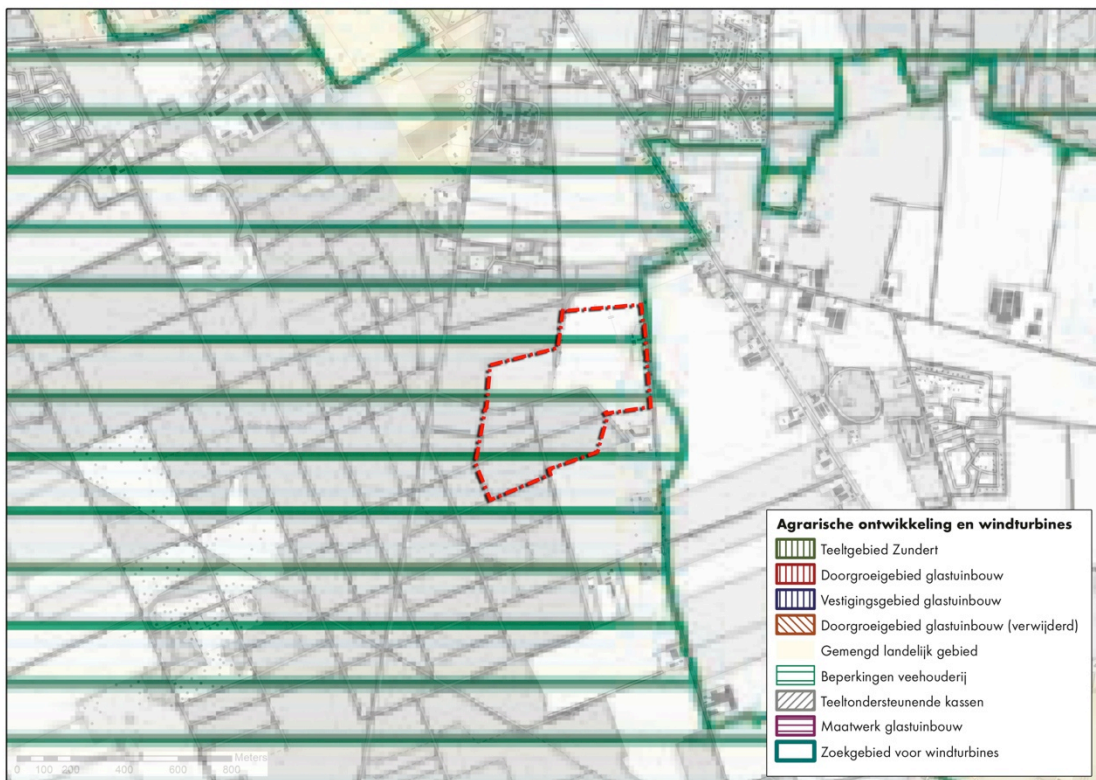 Agrarische ontwikkeling en windturbines
Teeltgebied Zundert
Doorgroeigebied glastuinbouw
Vestigingsgebied glastuinbouw
Doorgroeigebied glastuinbouw (verwijderd)
Gemengd landelijk gebied
Beperkingen veehouderij
Teeltondersteunende kassen
Maatwerk glastuinbouw
Zoekgebied voor windturbines
Meters
0 100 200 400 600 800